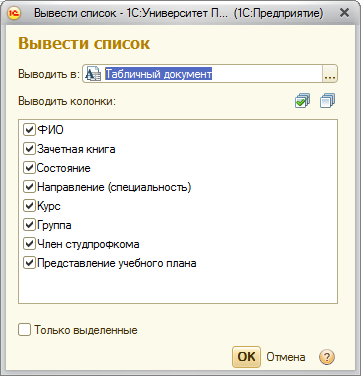 Вывести список - 1С:Университет П... (1С:Предприятие)
Вывести список
Выводить в: Табличный документ ...
Выводить колонки:
ФИО
Зачетная книга
Состояние
Направление (специальность)
Курс
Группа
Член студпрофкома
Представление учебного плана
Только выделенные
ОК Отмена ?